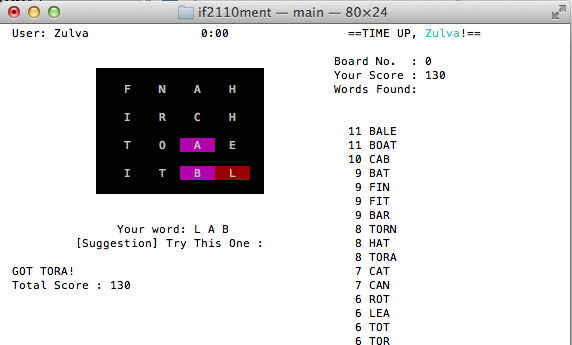 if2110ment — main — 80×24
User: Zulva 0:00 ==TIME UP, Zulva!==
Board No. : 0
Your Score : 130
Words Found:
F N A H
I R C H
T O A E
I T B L
Your word: L A B
[Suggestion] Try This One :
GOT TORA!
Total Score : 130
11 BALE
11 BOAT
10 CAB
9 BAT
9 FIN
9 FIT
9 BAR
8 TORN
8 HAT
8 TORA
7 CAT
7 CAN
6 ROT
6 LEA
6 TOT
6 TOR